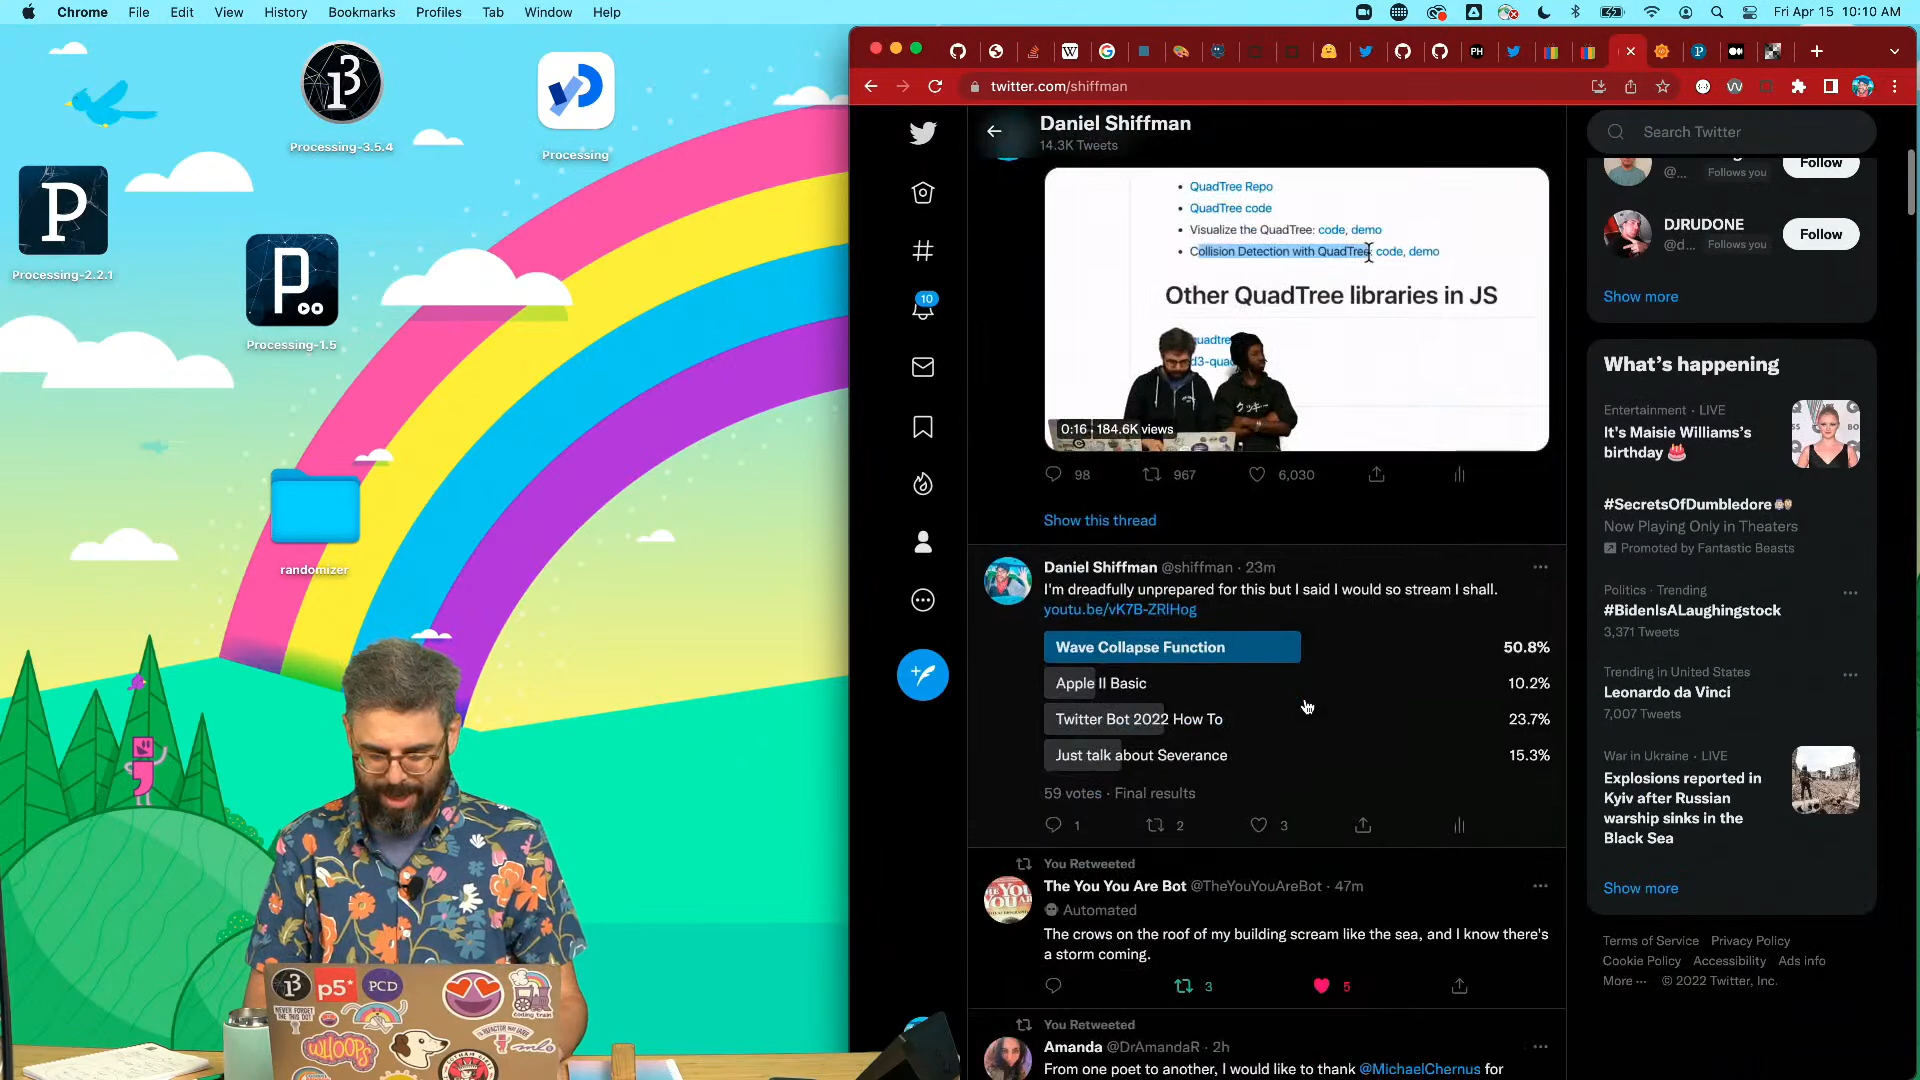 Chrome File Edit View History Bookmarks Profiles Tab Window Help
Fri Apr 15 10:10 AM
Processing-3.5.4
Processing
Processing-2.2.1
Processing-1.5
randomizer
twitter.com/shiffman
Daniel Shiffman
14.3K Tweets
QuadTree Repo
QuadTree code
Visualize the QuadTree: code, demo
Collision Detection with QuadTree: code, demo
Other QuadTree libraries in JS
d3-quad
0:16 · 184.6K views
98 967 6,030
Show this thread
10
Daniel Shiffman @shiffman · 23m
I'm dreadfully unprepared for this but I said I would so stream I shall.
youtu.be/vK7B-ZRlHog
Wave Collapse Function 50.8%
Apple II Basic 10.2%
Twitter Bot 2022 How To 23.7%
Just talk about Severance 15.3%
59 votes · Final results
1 2 3
You Retweeted
The You You Are Bot @TheYouYouAreBot · 47m
Automated
The crows on the roof of my building scream like the sea, and I know there's
a storm coming.
3 5
You Retweeted
Amanda @DrAmandaR · 2h
From one poet to another, I would like to thank @MichaelChernus for
Search Twitter
@... Follows you
Follow
DJRUDONE
@d... Follows you
Follow
Show more
What's happening
Entertainment · LIVE
It's Maisie Williams's
birthday 🎂
#SecretsOfDumbledore
Now Playing Only in Theaters
Promoted by Fantastic Beasts
Politics · Trending
#BidenIsALaughingstock
3,371 Tweets
Trending in United States
Leonardo da Vinci
7,007 Tweets
War in Ukraine · LIVE
Explosions reported in
Kyiv after Russian
warship sinks in the
Black Sea
Show more
Terms of Service Privacy Policy
Cookie Policy Accessibility Ads info
More ··· © 2022 Twitter, Inc.
p5*
PCD
WHOOPS